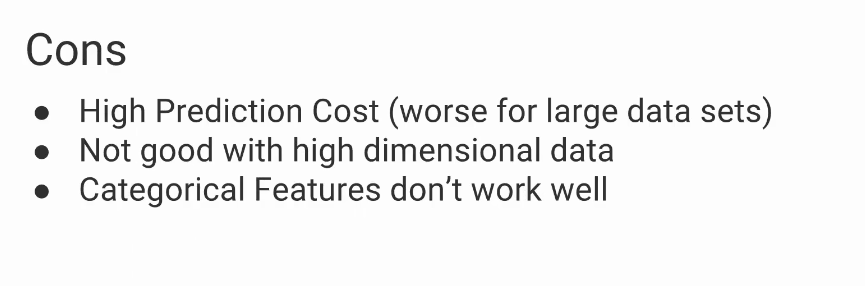 Cons
● High Prediction Cost (worse for large data sets)
● Not good with high dimensional data
● Categorical Features don’t work well